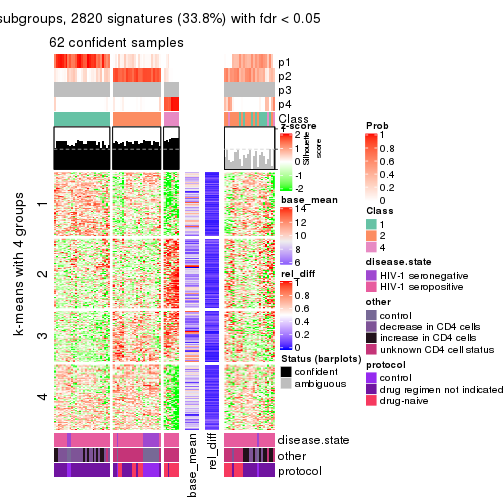 subgroups, 2820 signatures (33.8%) with fdr < 0.05
62 confident samples
p1
p2
p3
p4
Class
Silhouette
score
k-means with 4 groups
1
2
3
4
disease.state
other
protocol
base_mean
rel_diff
z-score
2
1
0
-1
-2
base_mean
14
12
10
8
6
rel_diff
1
0.8
0.6
0.4
0.2
0
Status (barplots)
confident
ambiguous
Prob
1
0.8
0.6
0.4
0.2
0
Class
1
2
4
disease.state
HIV-1 seronegative
HIV-1 seropositive
other
control
decrease in CD4 cells
increase in CD4 cells
unknown CD4 cell status
protocol
control
drug regimen not indicated
drug-naive